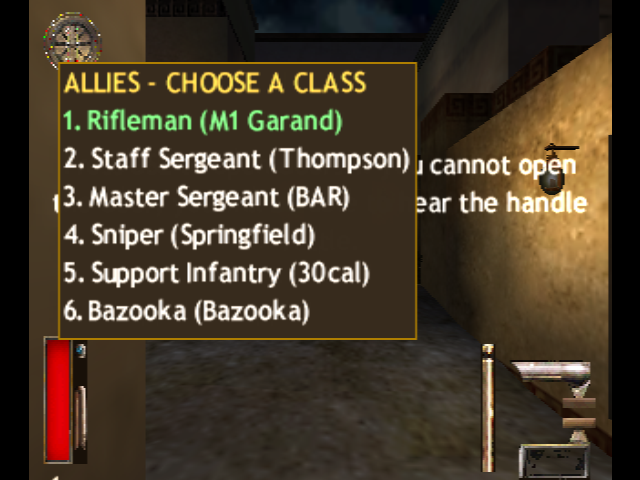 ALLIES - CHOOSE A CLASS
1. Rifleman (M1 Garand)
2. Staff Sergeant (Thompson)
cannot open
3. Master Sergeant (BAR)
ear the handle
4. Sniper (Springfield)
5. Support Infantry (30cal)
6. Bazooka (Bazooka)